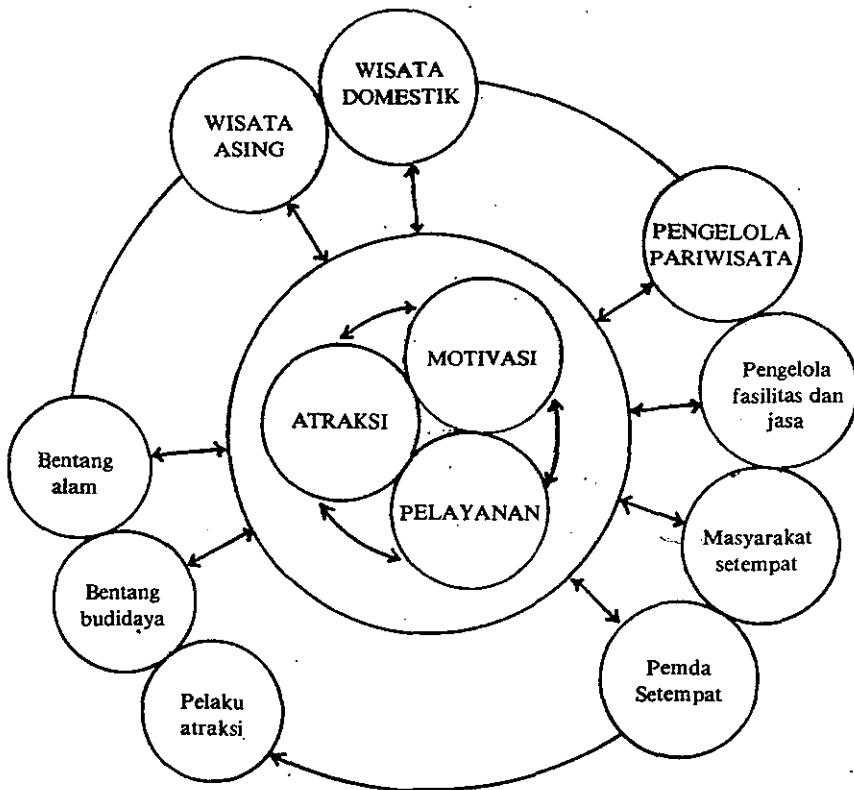 WISATA
DOMESTIK
WISATA
ASING
PENGELOLA
PARIWISATA
MOTIVASI
ATRAKSI
PELAYANAN
Pengelola
fasilitas dan
jasa
Bentang
alam
Masyarakat
setempat
Bentang
budidaya
Pemda
Setempat
Pelaku
atraksi